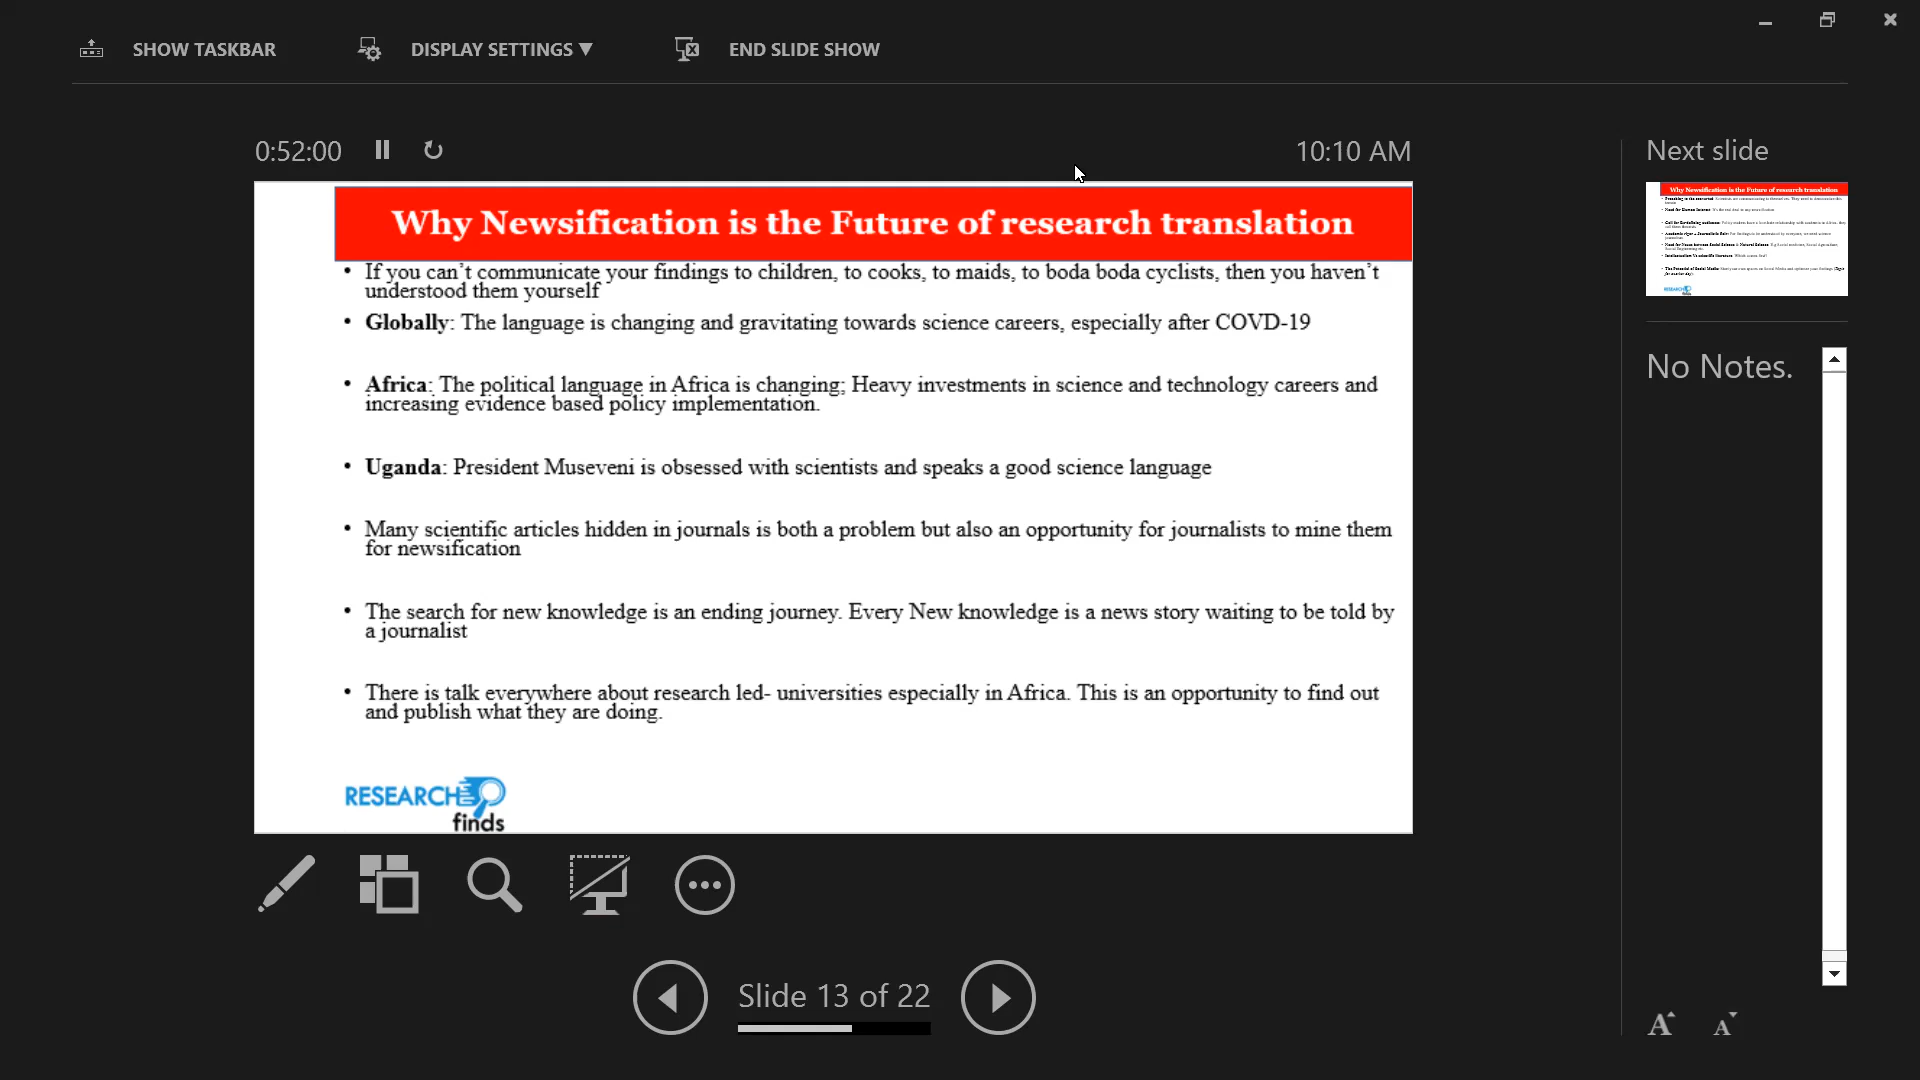 SHOW TASKBAR
DISPLAY SETTINGS ▼
END SLIDE SHOW
0:52:00
10:10 AM
Why Newsification is the Future of research translation
• If you can’t communicate your findings to children, to cooks, to maids, to boda boda cyclists, then you haven’t
understood them yourself
• Globally: The language is changing and gravitating towards science careers, especially after COVD-19
• Africa: The political language in Africa is changing; Heavy investments in science and technology careers and
increasing evidence based policy implementation.
• Uganda: President Museveni is obsessed with scientists and speaks a good science language
• Many scientific articles hidden in journals is both a problem but also an opportunity for journalists to mine them
for newsification
• The search for new knowledge is an ending journey. Every New knowledge is a news story waiting to be told by
a journalist
• There is talk everywhere about research led- universities especially in Africa. This is an opportunity to find out
and publish what they are doing.
RESEARCH
finds
Slide 13 of 22
Next slide
Why Newsification is the Future of research translation
No Notes.
A
A